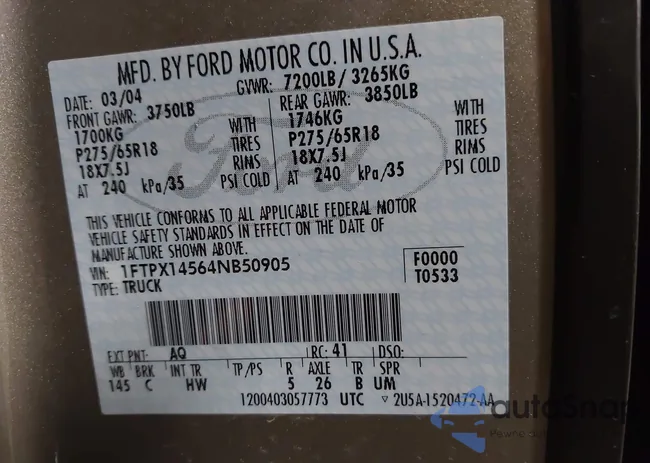 MFD. BY FORD MOTOR CO. IN U.S.A.
DATE: 03/04 GVWR: 7200LB/ 3265KG
FRONT GAWR: 3750LB REAR GAWR: 3850LB
1700KG WITH 1746KG WITH
P275/65R18 TIRES P275/65R18 TIRES
18X7.5J RIMS 18X7.5J RIMS
AT 240 kPa/35 PSI COLD AT 240 kPa/35 PSI COLD
THIS VEHICLE CONFORMS TO ALL APPLICABLE FEDERAL MOTOR
VEHICLE SAFETY STANDARDS IN EFFECT ON THE DATE OF
MANUFACTURE SHOWN ABOVE.
VIN: 1FTPX14564NB50905 F0000
TYPE: TRUCK T0533
EXT PNT: AQ RC: 41 DSO:
WB BRK INT TR TP/PS R AXLE TR SPR
145 C HW 5 26 B UM
1200403057773 UTC ▽ 2U5A-1520472-AA
Ford
autoSnap